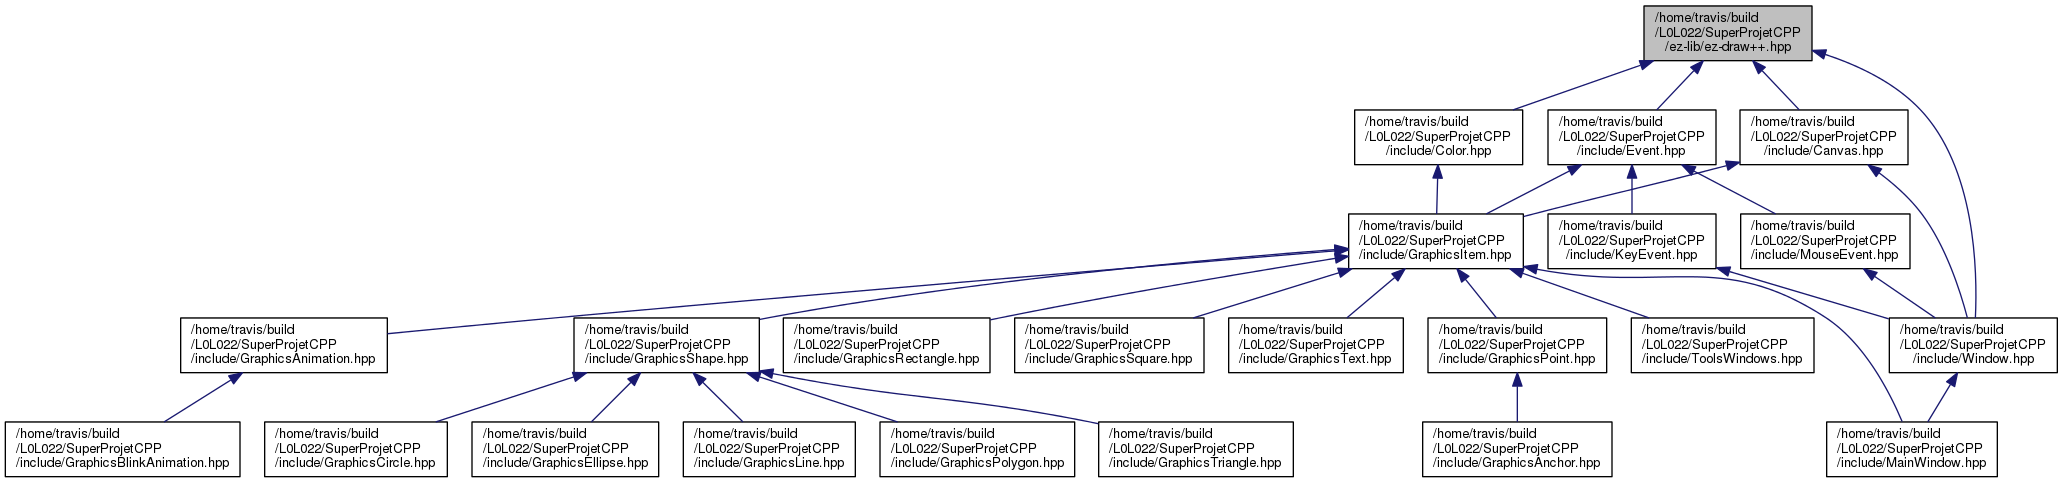 /home/travis/build
/L0L022/SuperProjetCPP
/ez-lib/ez-draw++.hpp
/home/travis/build
/L0L022/SuperProjetCPP
/include/Color.hpp
/home/travis/build
/L0L022/SuperProjetCPP
/include/Event.hpp
/home/travis/build
/L0L022/SuperProjetCPP
/include/Canvas.hpp
/home/travis/build
/L0L022/SuperProjetCPP
/include/GraphicsItem.hpp
/home/travis/build
/L0L022/SuperProjetCPP
/include/KeyEvent.hpp
/home/travis/build
/L0L022/SuperProjetCPP
/include/MouseEvent.hpp
/home/travis/build
/L0L022/SuperProjetCPP
/include/GraphicsAnimation.hpp
/home/travis/build
/L0L022/SuperProjetCPP
/include/GraphicsShape.hpp
/home/travis/build
/L0L022/SuperProjetCPP
/include/GraphicsRectangle.hpp
/home/travis/build
/L0L022/SuperProjetCPP
/include/GraphicsSquare.hpp
/home/travis/build
/L0L022/SuperProjetCPP
/include/GraphicsText.hpp
/home/travis/build
/L0L022/SuperProjetCPP
/include/GraphicsPoint.hpp
/home/travis/build
/L0L022/SuperProjetCPP
/include/ToolsWindows.hpp
/home/travis/build
/L0L022/SuperProjetCPP
/include/Window.hpp
/home/travis/build
/L0L022/SuperProjetCPP
/include/GraphicsBlinkAnimation.hpp
/home/travis/build
/L0L022/SuperProjetCPP
/include/GraphicsCircle.hpp
/home/travis/build
/L0L022/SuperProjetCPP
/include/GraphicsEllipse.hpp
/home/travis/build
/L0L022/SuperProjetCPP
/include/GraphicsLine.hpp
/home/travis/build
/L0L022/SuperProjetCPP
/include/GraphicsPolygon.hpp
/home/travis/build
/L0L022/SuperProjetCPP
/include/GraphicsTriangle.hpp
/home/travis/build
/L0L022/SuperProjetCPP
/include/GraphicsAnchor.hpp
/home/travis/build
/L0L022/SuperProjetCPP
/include/MainWindow.hpp